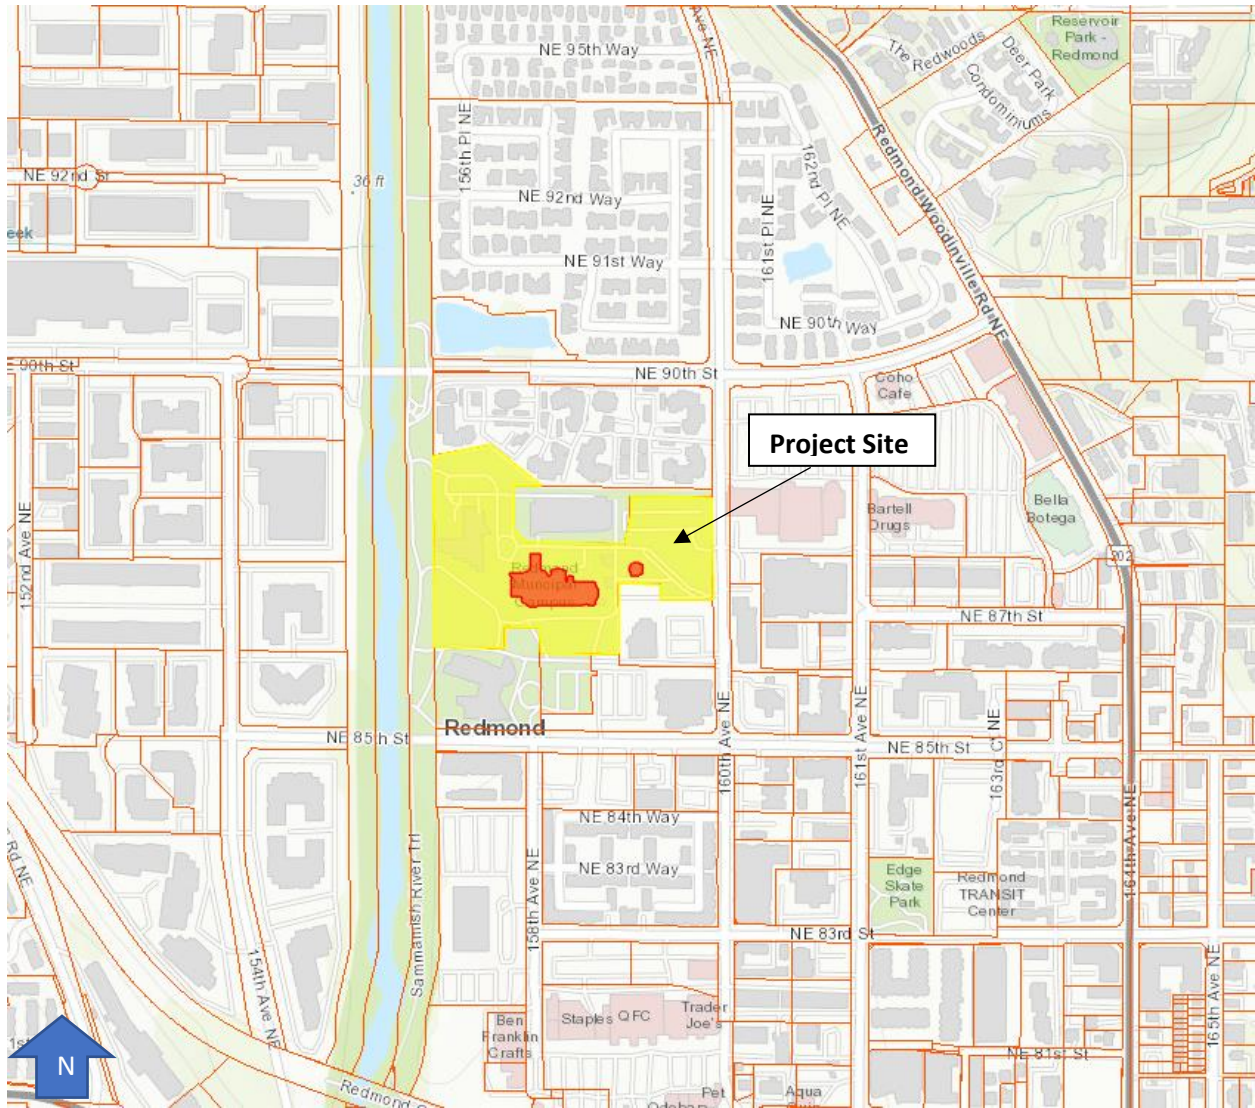 NE 95th Way
Ave NE
The Redwoods
Deer Park
Condominiums
Reservoir
Park -
Redmond
NE 92nd St
36 ft
156th Pl NE
NE 92nd Way
162nd Pl NE
161st Pl NE
Redmond Woodinville Rd NE
eek
NE 91st Way
NE 90th Way
E 90th St
NE 90th St
Coho
Cafe
Project Site
Bartell
Drugs
Bella
Botega
152nd Ave NE
Redmond
Municipal
Campus
202
NE 87th St
160th Ave NE
161st Ave NE
163rd Ct NE
Redmond
NE 85th St
NE 85th St
NE 84th Way
NE 83rd Way
Edge
Skate
Park
Redmond
TRANSIT
Center
164th Ave NE
Rd NE
154th Ave NE
Sammamish River Trl
158th Ave NE
NE 83rd St
165th Ave NE
Ben
Franklin
Crafts
Staples
QFC
Trader
Joe's
NE 81st St
1st
N
Redmond
Pet
Aqua